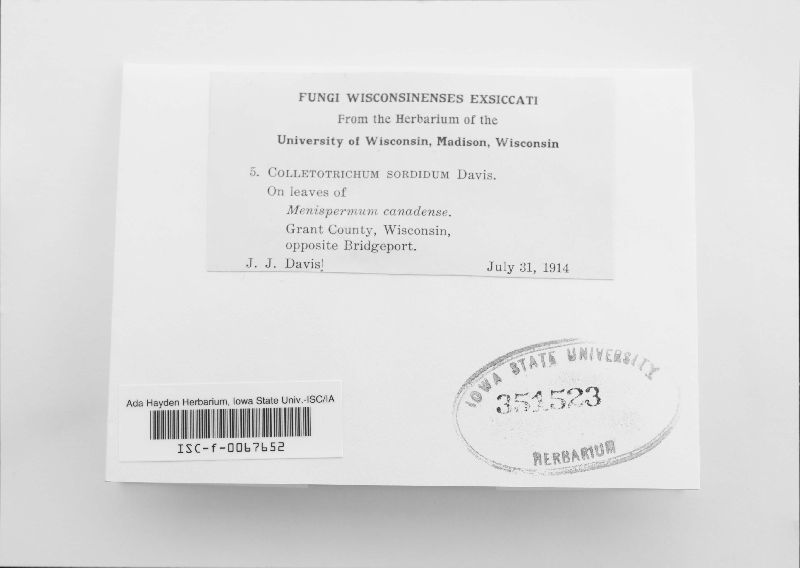 FUNGI WISCONSINENSES EXSICCATI
From the Herbarium of the
University of Wisconsin, Madison, Wisconsin
5. COLLETOTRICHUM SORDIDUM Davis.
On leaves of
Menispermum canadense.
Grant County, Wisconsin,
opposite Bridgeport.
J. J. Davis! July 31, 1914
Ada Hayden Herbarium, Iowa State Univ.-ISC/IA
ISC-f-0067652
IOWA STATE UNIVERSITY
351523
HERBARIUM